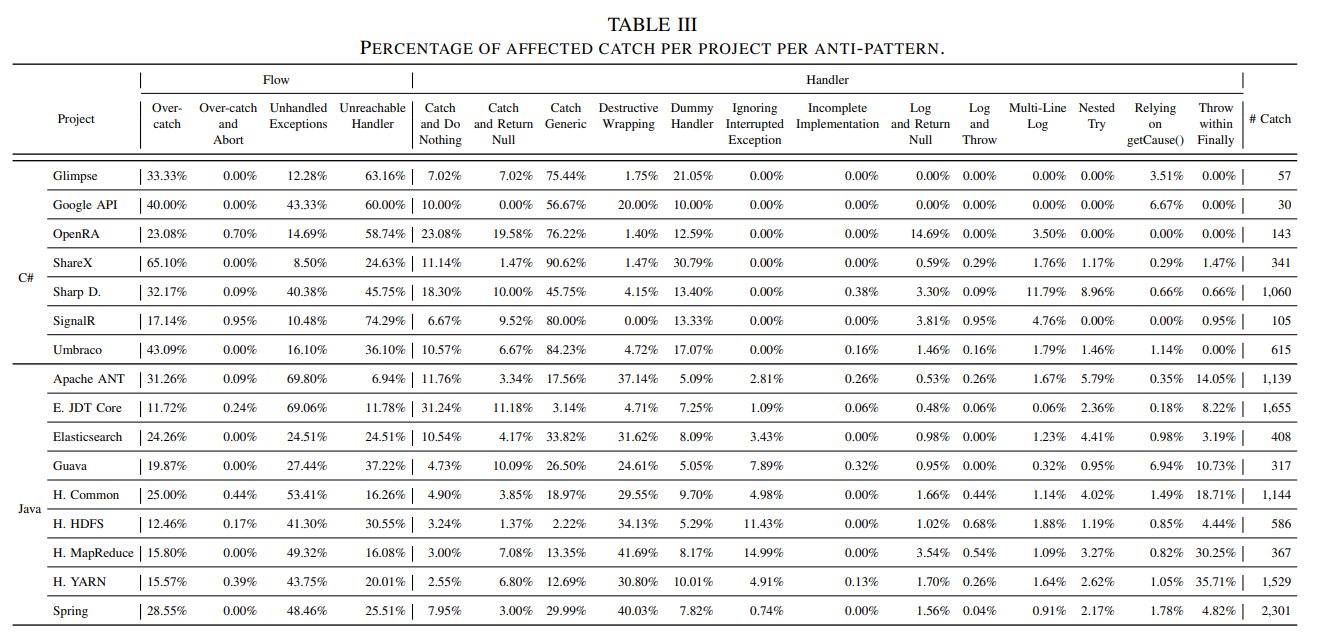 TABLE III
PERCENTAGE OF AFFECTED CATCH PER PROJECT PER ANTI-PATTERN.
Flow Handler
Project Over-catch Over-catch and Abort Unhandled Exceptions Unreachable Handler Catch and Do Nothing Catch and Return Null Catch Generic Destructive Wrapping Dummy Handler Ignoring Interrupted Exception Incomplete Implementation Log and Return Null Log and Throw Multi-Line Log Nested Try Relying on getCause() Throw within Finally # Catch
C#
Glimpse 33.33% 0.00% 12.28% 63.16% 7.02% 7.02% 75.44% 1.75% 21.05% 0.00% 0.00% 0.00% 0.00% 0.00% 0.00% 3.51% 0.00% 57
Google API 40.00% 0.00% 43.33% 60.00% 10.00% 0.00% 56.67% 20.00% 10.00% 0.00% 0.00% 0.00% 0.00% 0.00% 0.00% 6.67% 0.00% 30
OpenRA 23.08% 0.70% 14.69% 58.74% 23.08% 19.58% 76.22% 1.40% 12.59% 0.00% 0.00% 14.69% 0.00% 3.50% 0.00% 0.00% 0.00% 143
ShareX 65.10% 0.00% 8.50% 24.63% 11.14% 1.47% 90.62% 1.47% 30.79% 0.00% 0.00% 0.59% 0.29% 1.76% 1.17% 0.29% 1.47% 341
Sharp D. 32.17% 0.09% 40.38% 45.75% 18.30% 10.00% 45.75% 4.15% 13.40% 0.00% 0.38% 3.30% 0.09% 11.79% 8.96% 0.66% 0.66% 1,060
SignalR 17.14% 0.95% 10.48% 74.29% 6.67% 9.52% 80.00% 0.00% 13.33% 0.00% 0.00% 3.81% 0.95% 4.76% 0.00% 0.00% 0.95% 105
Umbraco 43.09% 0.00% 16.10% 36.10% 10.57% 6.67% 84.23% 4.72% 17.07% 0.00% 0.16% 1.46% 0.16% 1.79% 1.46% 1.14% 0.00% 615
Java
Apache ANT 31.26% 0.09% 69.80% 6.94% 11.76% 3.34% 17.56% 37.14% 5.09% 2.81% 0.26% 0.53% 0.26% 1.67% 5.79% 0.35% 14.05% 1,139
E. JDT Core 11.72% 0.24% 69.06% 11.78% 31.24% 11.18% 3.14% 4.71% 7.25% 1.09% 0.06% 0.48% 0.06% 0.06% 2.36% 0.18% 8.22% 1,655
Elasticsearch 24.26% 0.00% 24.51% 24.51% 10.54% 4.17% 33.82% 31.62% 8.09% 3.43% 0.00% 0.98% 0.00% 1.23% 4.41% 0.98% 3.19% 408
Guava 19.87% 0.00% 27.44% 37.22% 4.73% 10.09% 26.50% 24.61% 5.05% 7.89% 0.32% 0.95% 0.00% 0.32% 0.95% 6.94% 10.73% 317
H. Common 25.00% 0.44% 53.41% 16.26% 4.90% 3.85% 18.97% 29.55% 9.70% 4.98% 0.00% 1.66% 0.44% 1.14% 4.02% 1.49% 18.71% 1,144
H. HDFS 12.46% 0.17% 41.30% 30.55% 3.24% 1.37% 2.22% 34.13% 5.29% 11.43% 0.00% 1.02% 0.68% 1.88% 1.19% 0.85% 4.44% 586
H. MapReduce 15.80% 0.00% 49.32% 16.08% 3.00% 7.08% 13.35% 41.69% 8.17% 14.99% 0.00% 3.54% 0.54% 1.09% 3.27% 0.82% 30.25% 367
H. YARN 15.57% 0.39% 43.75% 20.01% 2.55% 6.80% 12.69% 30.80% 10.01% 4.91% 0.13% 1.70% 0.26% 1.64% 2.62% 1.05% 35.71% 1,529
Spring 28.55% 0.00% 48.46% 25.51% 7.95% 3.00% 29.99% 40.03% 7.82% 0.74% 0.00% 1.56% 0.04% 0.91% 2.17% 1.78% 4.82% 2,301